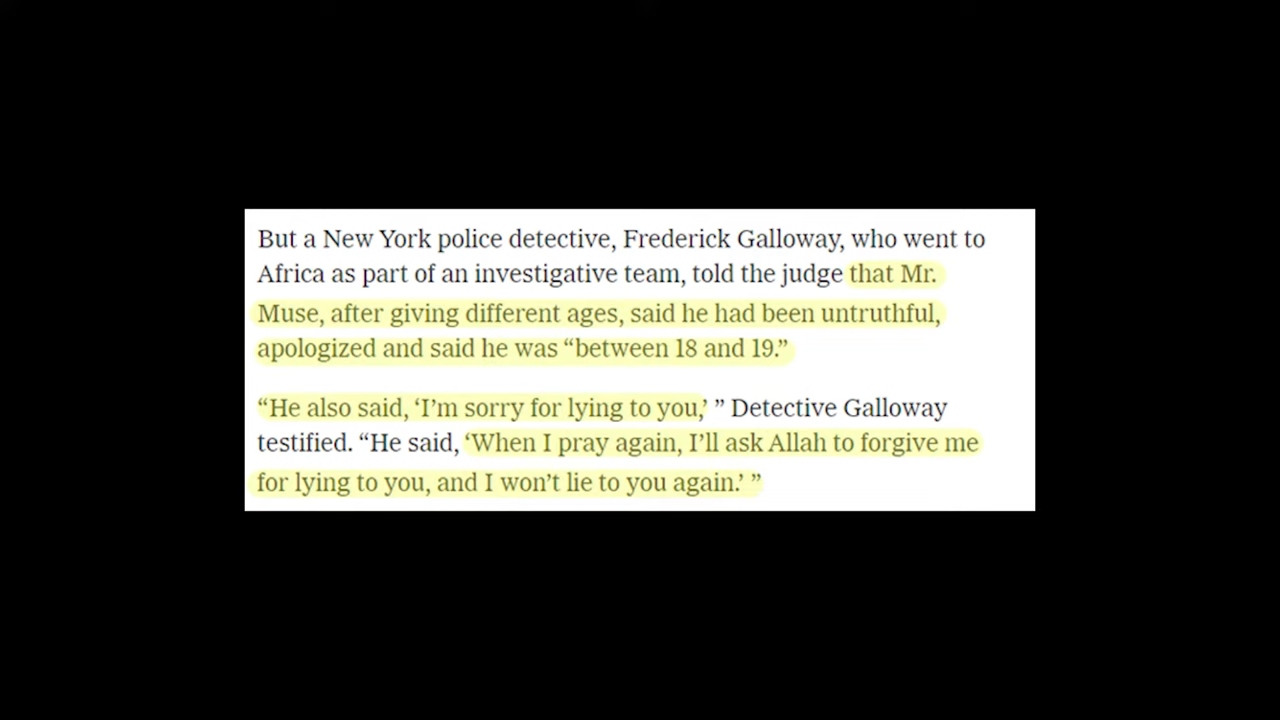 But a New York police detective, Frederick Galloway, who went to
Africa as part of an investigative team, told the judge that Mr.
Muse, after giving different ages, said he had been untruthful,
apologized and said he was “between 18 and 19.”
“He also said, ‘I’m sorry for lying to you,’ ” Detective Galloway
testified. “He said, ‘When I pray again, I’ll ask Allah to forgive me
for lying to you, and I won’t lie to you again.’ ”